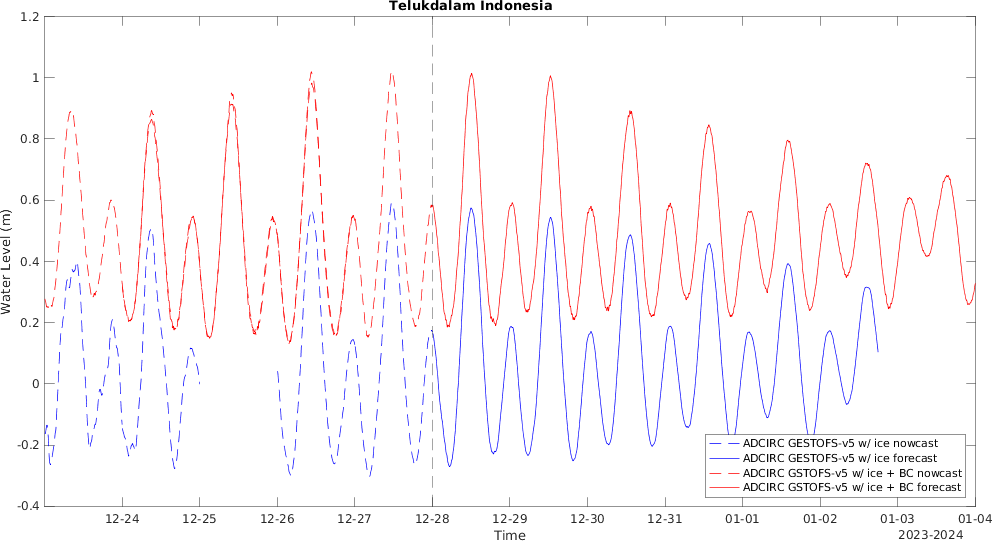 Telukdalam Indonesia
1.2
1
0.8
0.6
0.4
0.2
0
-0.2
-0.4
Water Level (m)
12-24 12-25 12-26 12-27 12-28 12-29 12-30 12-31 01-01 01-02 01-03 01-04
Time
2023-2024
ADCIRC GESTOFS-v5 w/ ice nowcast
ADCIRC GESTOFS-v5 w/ ice forecast
ADCIRC GSTOFS-v5 w/ ice + BC nowcast
ADCIRC GSTOFS-v5 w/ ice + BC forecast